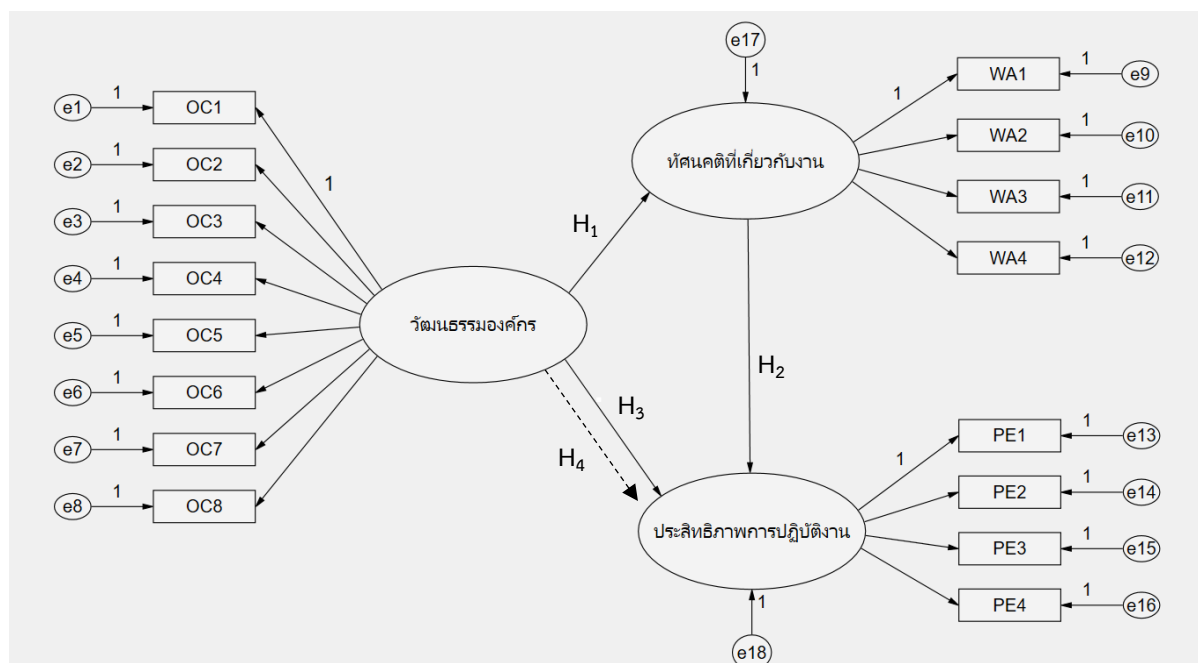 e17
1
e1
1
OC1
e2
1
OC2
e3
1
OC3
e4
1
OC4
e5
1
OC5
e6
1
OC6
e7
1
OC7
e8
1
OC8
1
วัฒนธรรมองค์กร
H1
H2
H3
H4
ทัศนคติที่เกี่ยวกับงาน
1
WA1
1
e9
WA2
1
e10
WA3
1
e11
WA4
1
e12
ประสิทธิภาพการปฏิบัติงาน
1
PE1
1
e13
PE2
1
e14
PE3
1
e15
PE4
1
e16
1
e18